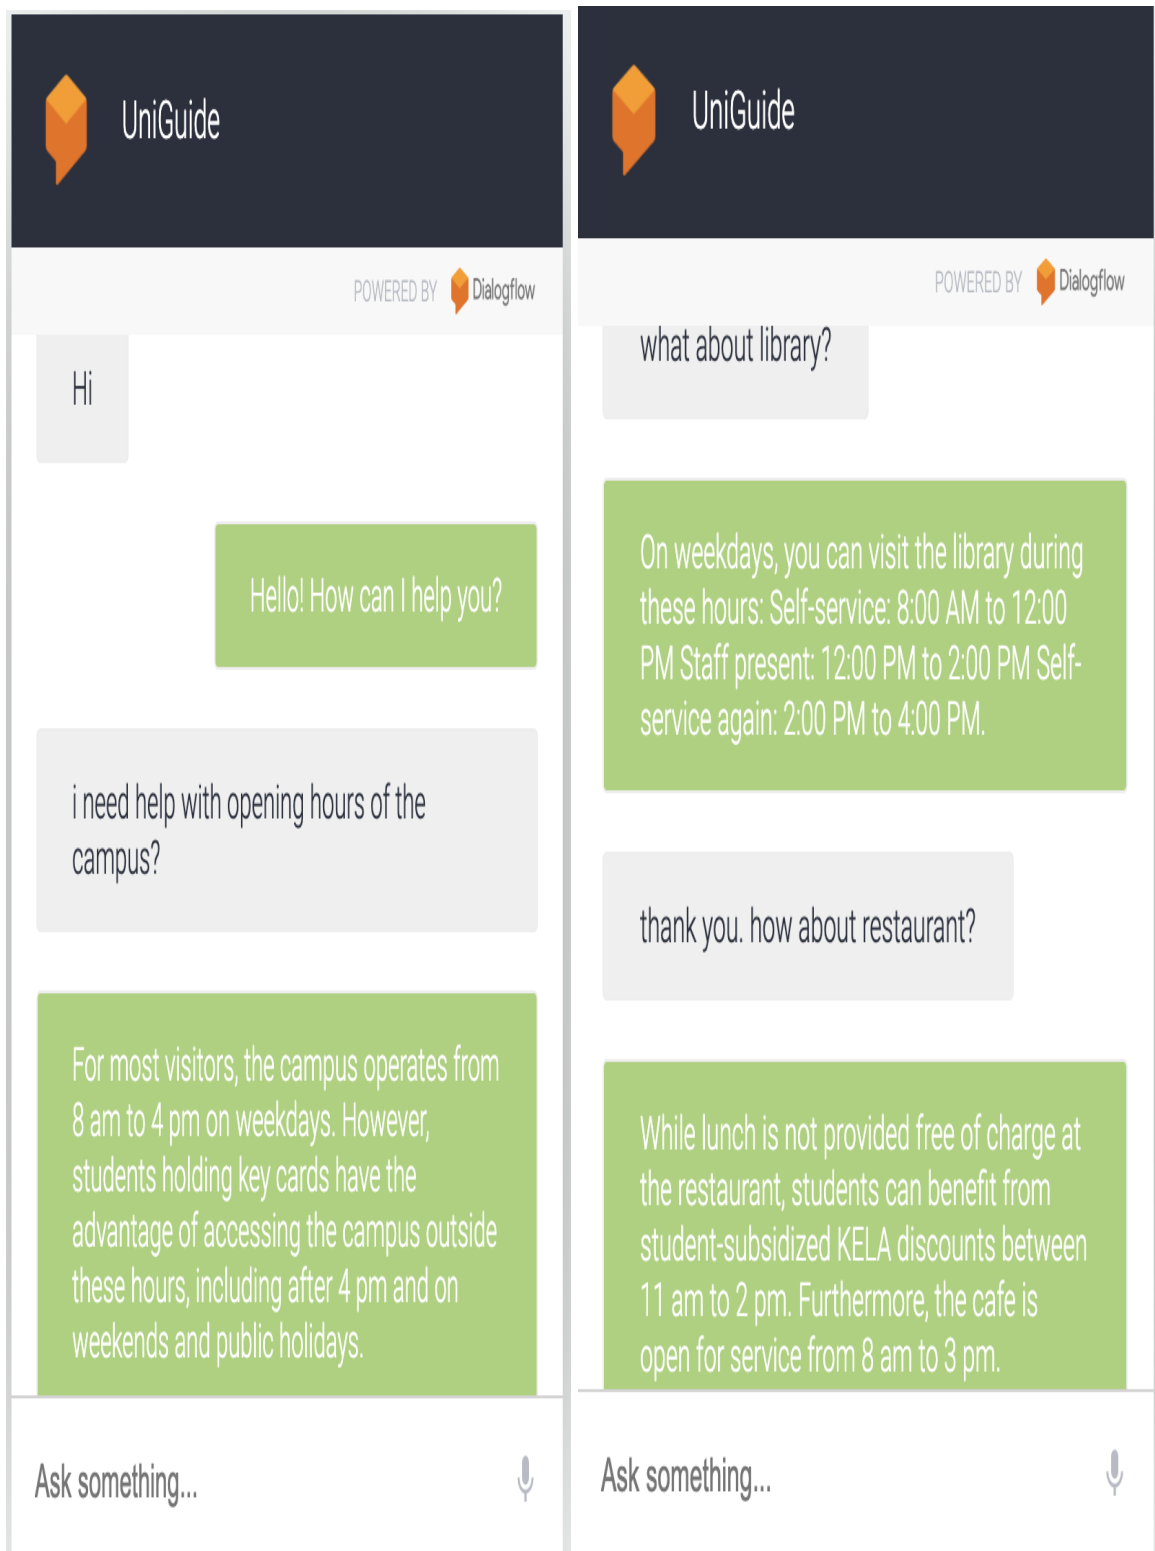 UniGuide
POWERED BY Dialogflow
Hi
Hello! How can I help you?
i need help with opening hours of the
campus?
For most visitors, the campus operates from
8 am to 4 pm on weekdays. However,
students holding key cards have the
advantage of accessing the campus outside
these hours, including after 4 pm and on
weekends and public holidays.
Ask something...
UniGuide
POWERED BY Dialogflow
what about library?
On weekdays, you can visit the library during
these hours: Self-service: 8:00 AM to 12:00
PM Staff present: 12:00 PM to 2:00 PM Self-
service again: 2:00 PM to 4:00 PM.
thank you. how about restaurant?
While lunch is not provided free of charge at
the restaurant, students can benefit from
student-subsidized KELA discounts between
11 am to 2 pm. Furthermore, the cafe is
open for service from 8 am to 3 pm.
Ask something...